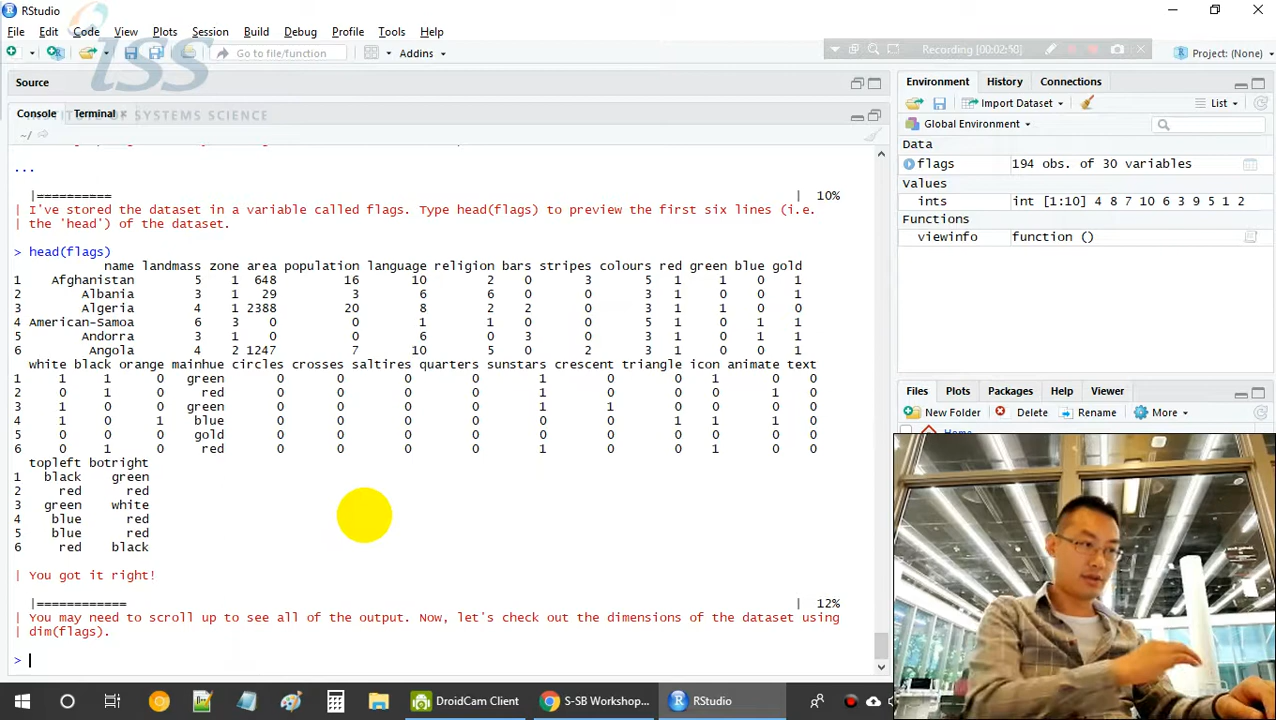 RStudio
File Edit Code View Plots Session Build Debug Profile Tools Help
Go to file/function
Addins
Recording [00:02:50]
Project: (None)
iss
INSTITUTE OF SYSTEMS SCIENCE
Source
Console Terminal
~/
...
|========== | 10%
| I've stored the dataset in a variable called flags. Type head(flags) to preview the first six lines (i.e.
| the 'head') of the dataset.
> head(flags)
name landmass zone area population language religion bars stripes colours red green blue gold
1 Afghanistan 5 1 648 16 10 2 0 3 5 1 1 0 1
2 Albania 3 1 29 3 6 6 0 0 3 1 0 0 1
3 Algeria 4 1 2388 20 8 2 2 0 3 1 1 0 0
4 American-Samoa 6 3 0 0 1 1 0 0 5 1 0 1 1
5 Andorra 3 1 0 0 6 0 3 0 3 1 0 1 1
6 Angola 4 2 1247 7 10 5 0 2 3 1 0 0 1
white black orange mainhue circles crosses saltires quarters sunstars crescent triangle icon animate text
1 1 1 0 green 0 0 0 0 1 0 0 1 0 0
2 0 1 0 red 0 0 0 0 1 0 0 0 1 0
3 1 0 0 green 0 0 0 0 1 1 0 0 0 0
4 1 0 1 blue 0 0 0 0 0 0 1 1 1 0
5 0 0 0 gold 0 0 0 0 0 0 0 0 0 0
6 0 1 0 red 0 0 0 0 1 0 0 1 0 0
topleft botright
1 black green
2 red red
3 green white
4 blue red
5 blue red
6 red black
| You got it right!
|============ | 12%
| You may need to scroll up to see all of the output. Now, let's check out the dimensions of the dataset using
| dim(flags).
>
Environment History Connections
Import Dataset List
Global Environment
Data
flags 194 obs. of 30 variables
Values
ints int [1:10] 4 8 7 10 6 3 9 5 1 2
Functions
viewinfo function ()
Files Plots Packages Help Viewer
New Folder Delete Rename More
Home
DroidCam Client S-SB Workshop... RStudio